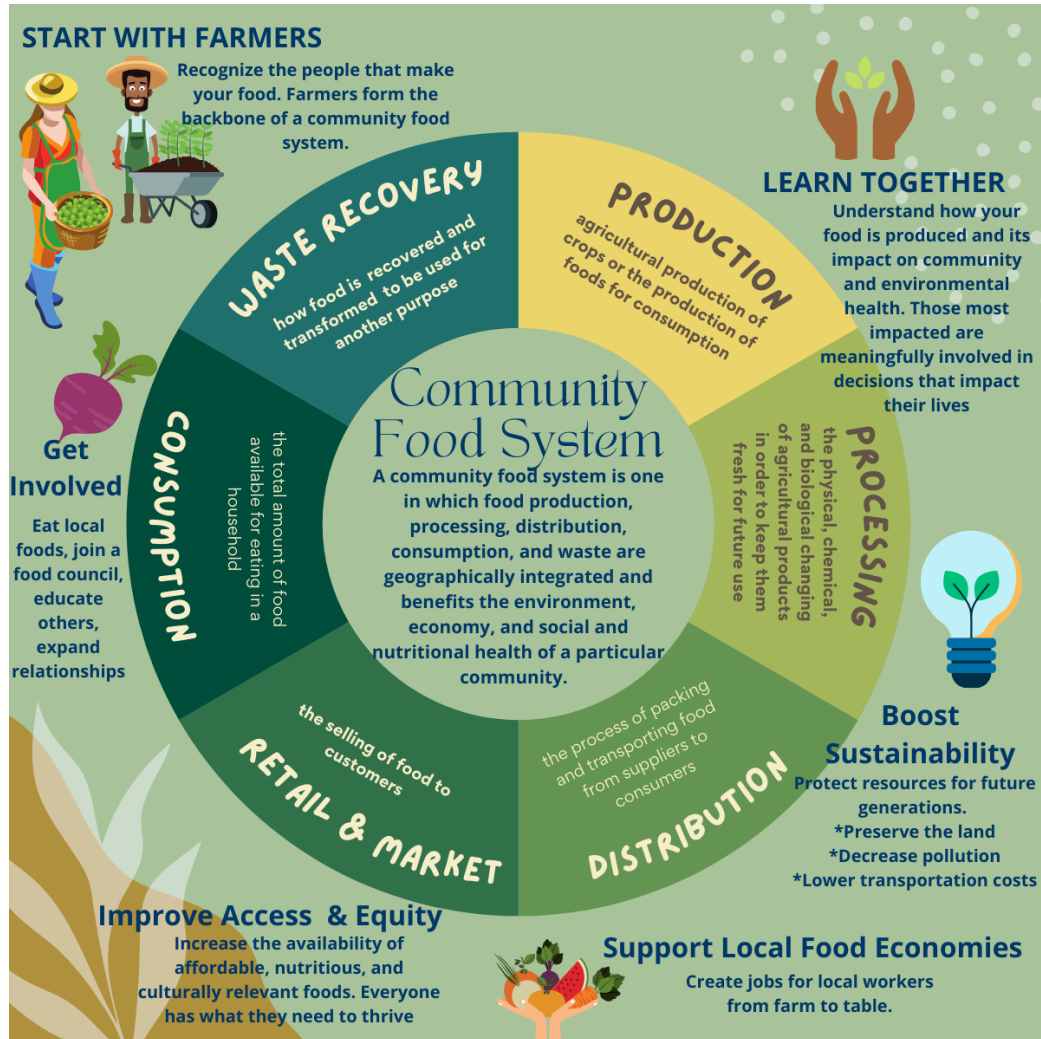 START WITH FARMERS
Recognize the people that make
your food. Farmers form the
backbone of a community food
system.
LEARN TOGETHER
Understand how your
food is produced and its
impact on community
and environmental
health. Those most
impacted are
meaningfully involved in
decisions that impact
their lives
WASTE RECOVERY
how food is recovered and
transformed to be used for
another purpose
PRODUCTION
agricultural production of
crops or the production of
foods for consumption
PROCESSING
the physical, chemical,
and biological changing
of agricultural products
in order to keep them
fresh for future use
DISTRIBUTION
the process of packing
and transporting food
from suppliers to
consumers
RETAIL & MARKET
the selling of food to
customers
CONSUMPTION
the total amount of food
available for eating in a
household
Community
Food System
A community food system is one
in which food production,
processing, distribution,
consumption, and waste are
geographically integrated and
benefits the environment,
economy, and social and
nutritional health of a particular
community.
Get
Involved
Eat local
foods, join a
food council,
educate
others,
expand
relationships
Boost
Sustainability
Protect resources for future
generations.
*Preserve the land
*Decrease pollution
*Lower transportation costs
Improve Access & Equity
Increase the availability of
affordable, nutritious, and
culturally relevant foods. Everyone
has what they need to thrive
Support Local Food Economies
Create jobs for local workers
from farm to table.